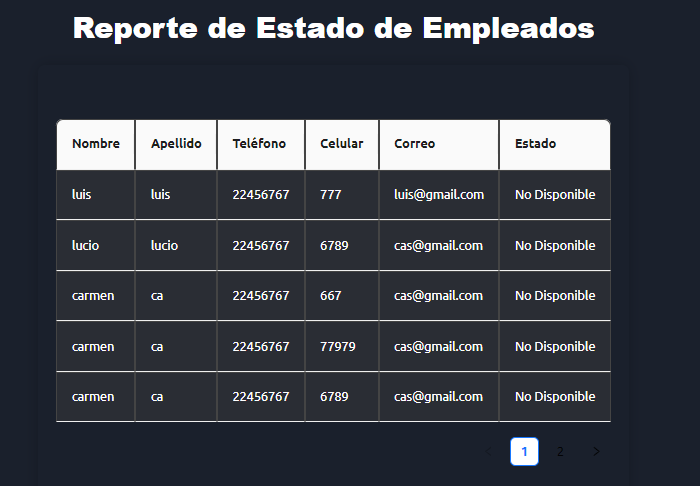 Reporte de Estado de Empleados
Nombre Apellido Teléfono Celular Correo Estado
luis luis 22456767 777 luis@gmail.com No Disponible
lucio lucio 22456767 6789 cas@gmail.com No Disponible
carmen ca 22456767 667 cas@gmail.com No Disponible
carmen ca 22456767 77979 cas@gmail.com No Disponible
carmen ca 22456767 6789 cas@gmail.com No Disponible
< 1 2 >